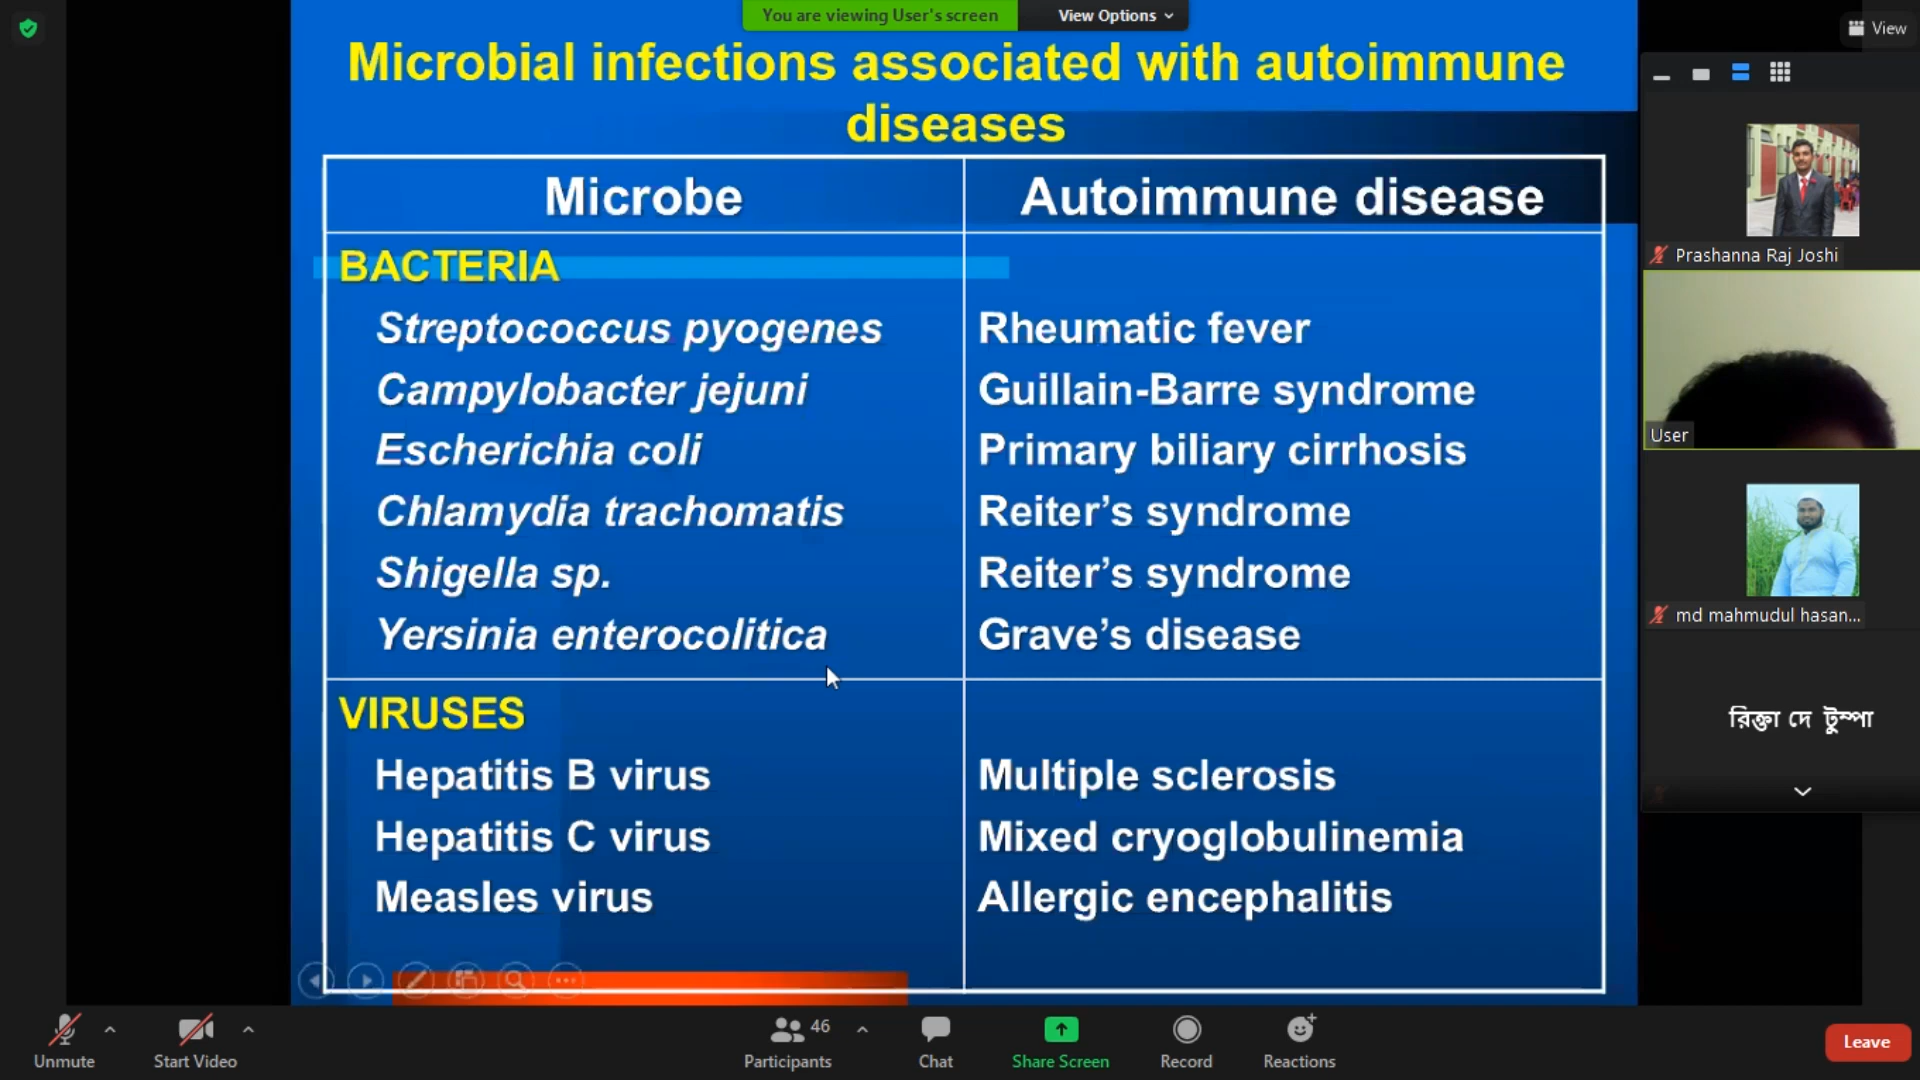 You are viewing User's screen
View Options
View
Microbial infections associated with autoimmune
diseases
Microbe
Autoimmune disease
BACTERIA
Streptococcus pyogenes
Rheumatic fever
Campylobacter jejuni
Guillain-Barre syndrome
Escherichia coli
Primary biliary cirrhosis
Chlamydia trachomatis
Reiter’s syndrome
Shigella sp.
Reiter’s syndrome
Yersinia enterocolitica
Grave’s disease
VIRUSES
Hepatitis B virus
Multiple sclerosis
Hepatitis C virus
Mixed cryoglobulinemia
Measles virus
Allergic encephalitis
Prashanna Raj Joshi
User
md mahmudul hasan...
রিক্তা দে টুম্পা
Unmute
Start Video
46
Participants
Chat
Share Screen
Record
Reactions
Leave